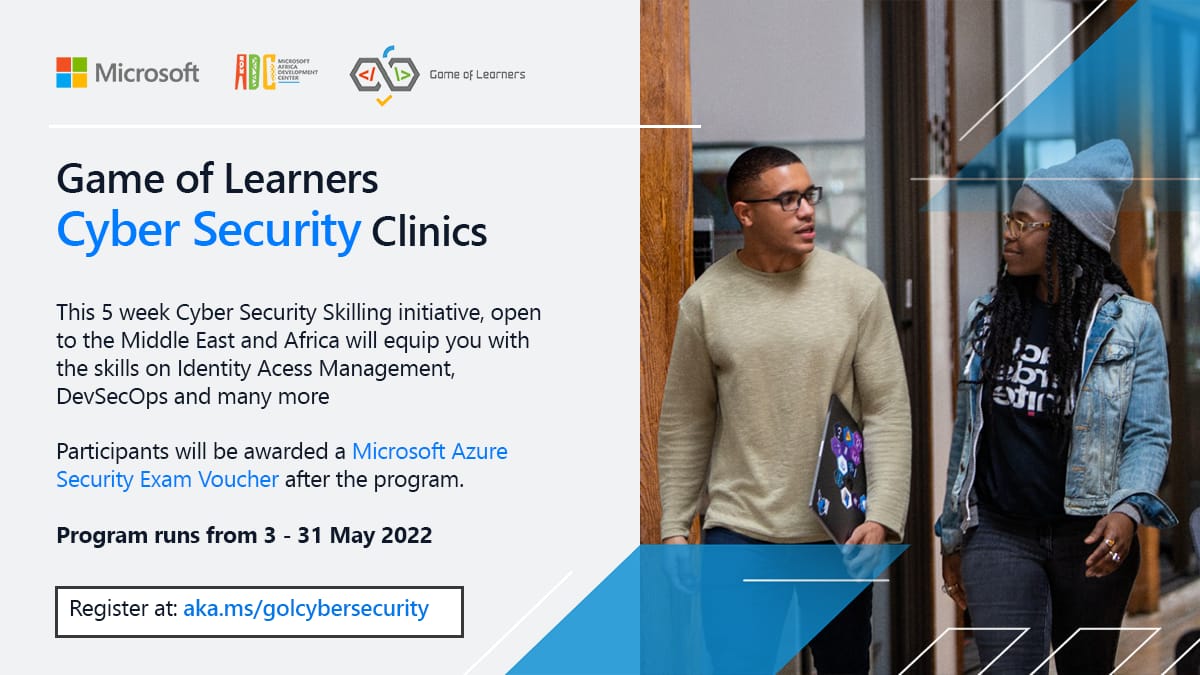 Microsoft
ADC
MICROSOFT
AFRICA
DEVELOPMENT
CENTER
</> \>
Game of Learners
Game of Learners
Cyber Security Clinics
This 5 week Cyber Security Skilling initiative, open
to the Middle East and Africa will equip you with
the skills on Identity Acess Management,
DevSecOps and many more
Participants will be awarded a Microsoft Azure
Security Exam Voucher after the program.
Program runs from 3 - 31 May 2022
Register at: aka.ms/golcybersecurity